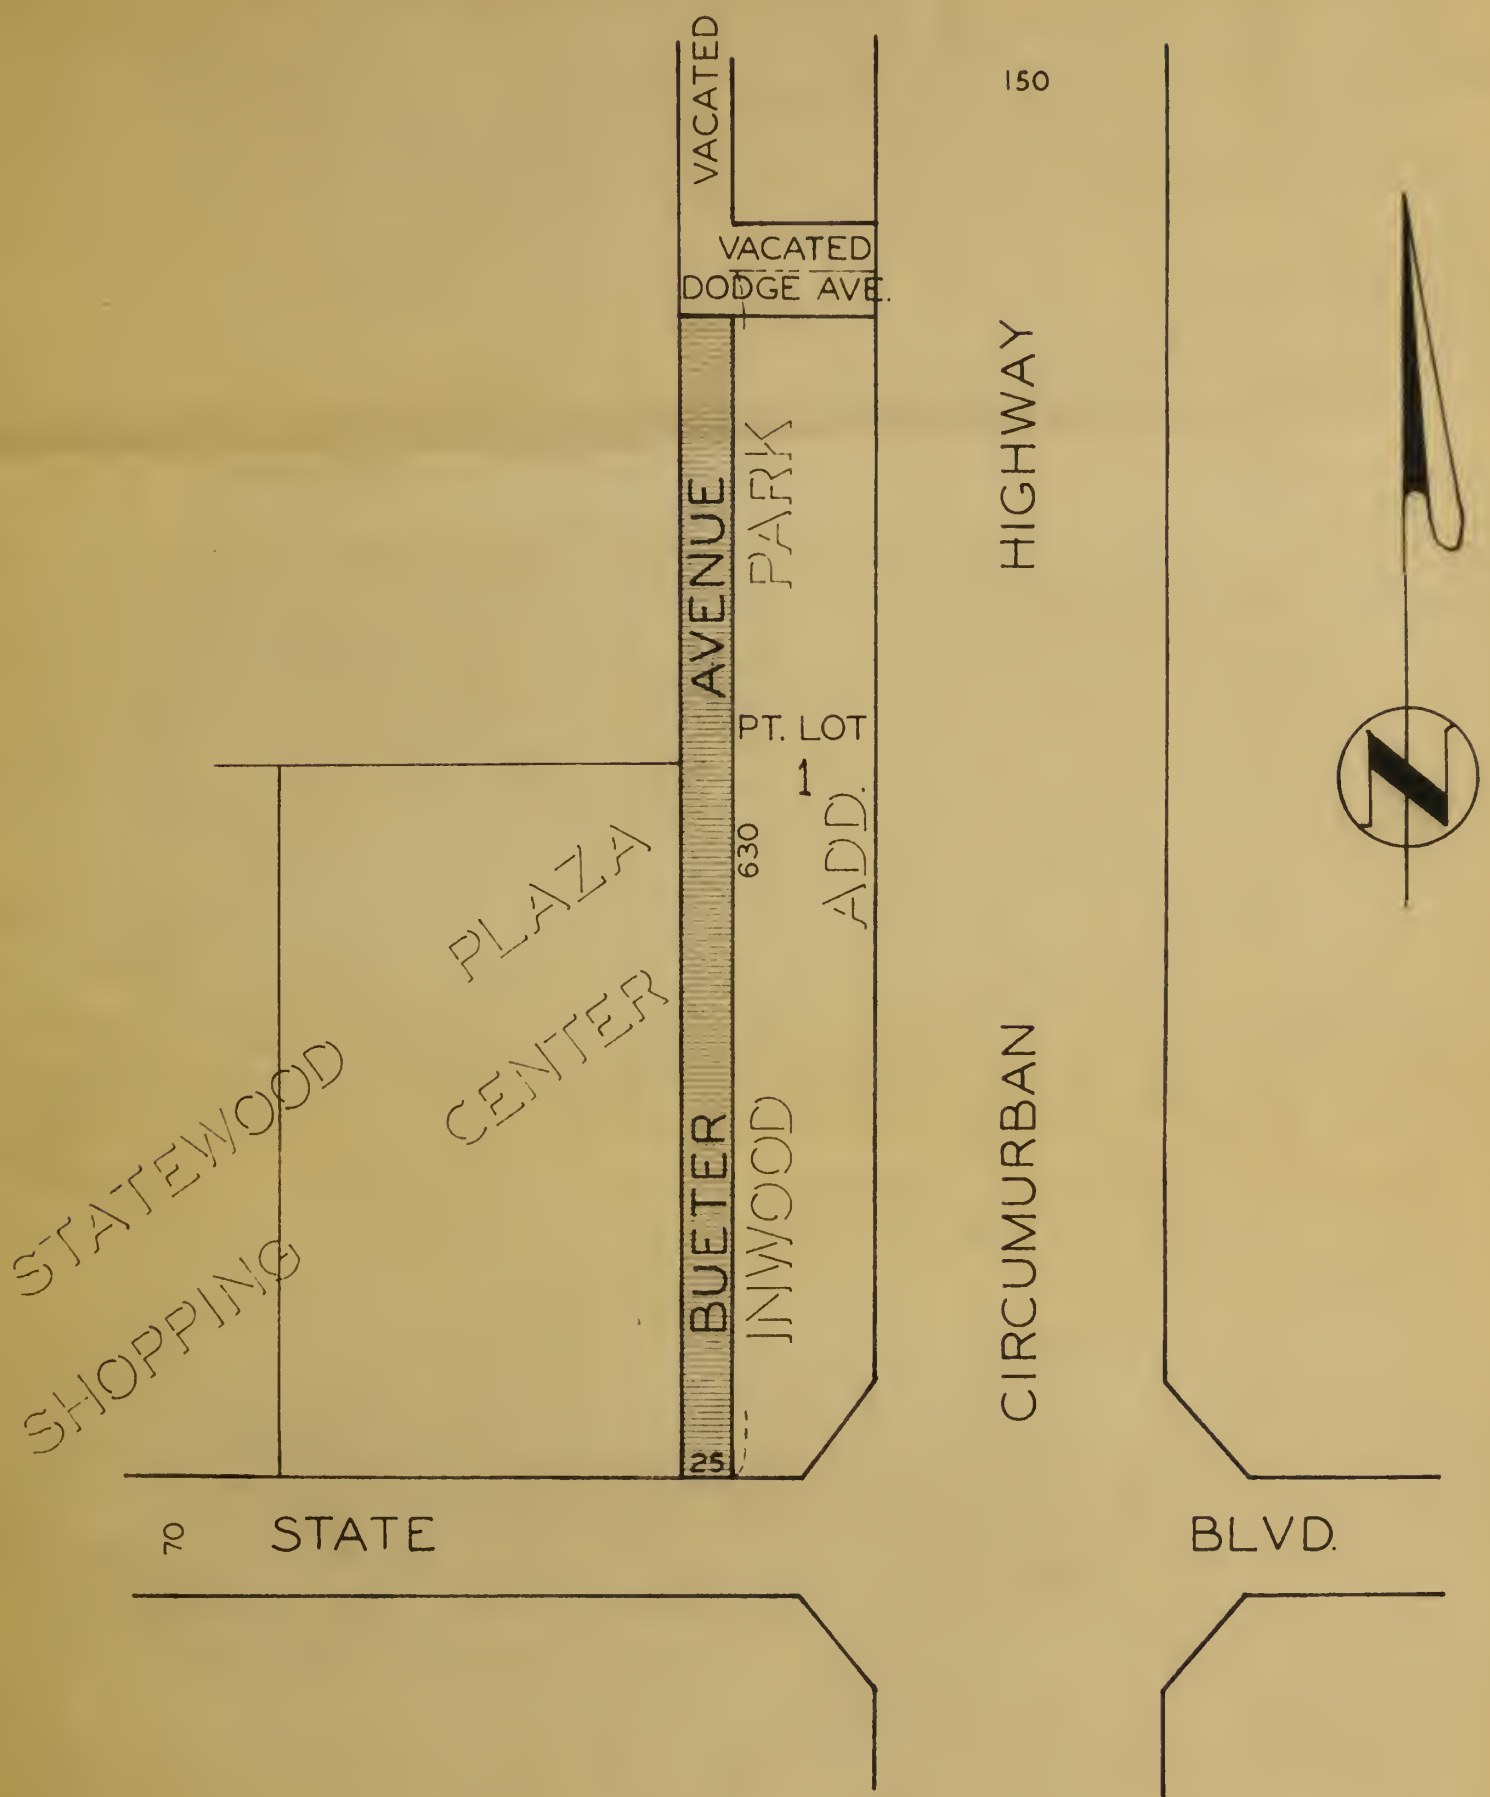 VACATED
150
VACATED
DODGE AVE.
HIGHWAY
PARK
AVENUE
PT. LOT
1
ADD.
630
N
PLAZA
CENTER
STATEWOOD
SHOPPING
CIRCUMURBAN
INWOOD
BUETER
25
70
STATE
BLVD.